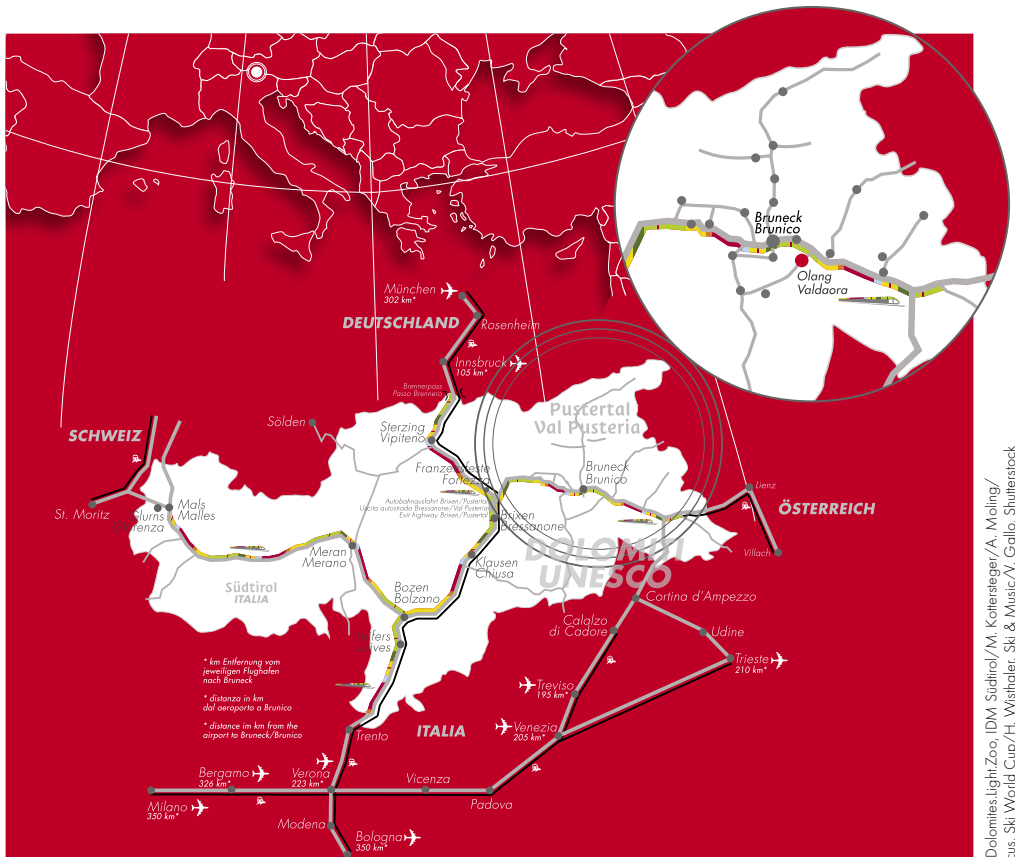 Bruneck
Brunico
Olang
Valdaora
München
302 km*
DEUTSCHLAND
Rosenheim
Innsbruck
105 km*
Brennerpass
Passo Brennero
Sölden
Sterzing
Vipiteno
Pustertal
Val Pusteria
SCHWEIZ
Franzensfeste
Fortezza
Bruneck
Brunico
Autobahnausfahrt Brixen/Pustertal
Uscita autostrada Bressanone/Val Pusteria
Exit highway Brixen/Pustertal
Lienz
ÖSTERREICH
St. Moritz
Mals
Malles
Brixen
Bressanone
Villach
Meran
Merano
DOLOMITI
UNESCO
Klausen
Chiusa
Südtirol
ITALIA
Bozen
Bolzano
Cortina d'Ampezzo
Calalzo
di Cadore
Udine
Trieste
210 km*
* km Entfernung vom
jeweiligen Flughafen
nach Bruneck
* distanza in km
dal aeroporto a Brunico
* distance im km from the
airport to Bruneck/Brunico
Treviso
195 km*
Venezia
205 km*
ITALIA
Trento
Bergamo
326 km*
Verona
223 km*
Vicenza
Milano
350 km*
Padova
Modena
Bologna
350 km*
Dolomites.LightZoo, IDM Südtirol/M. Kottersteger/A. Moling/
cus, Ski World Cup/H. Wisthaler, Ski & Music/V. Gallo, Shutterstock